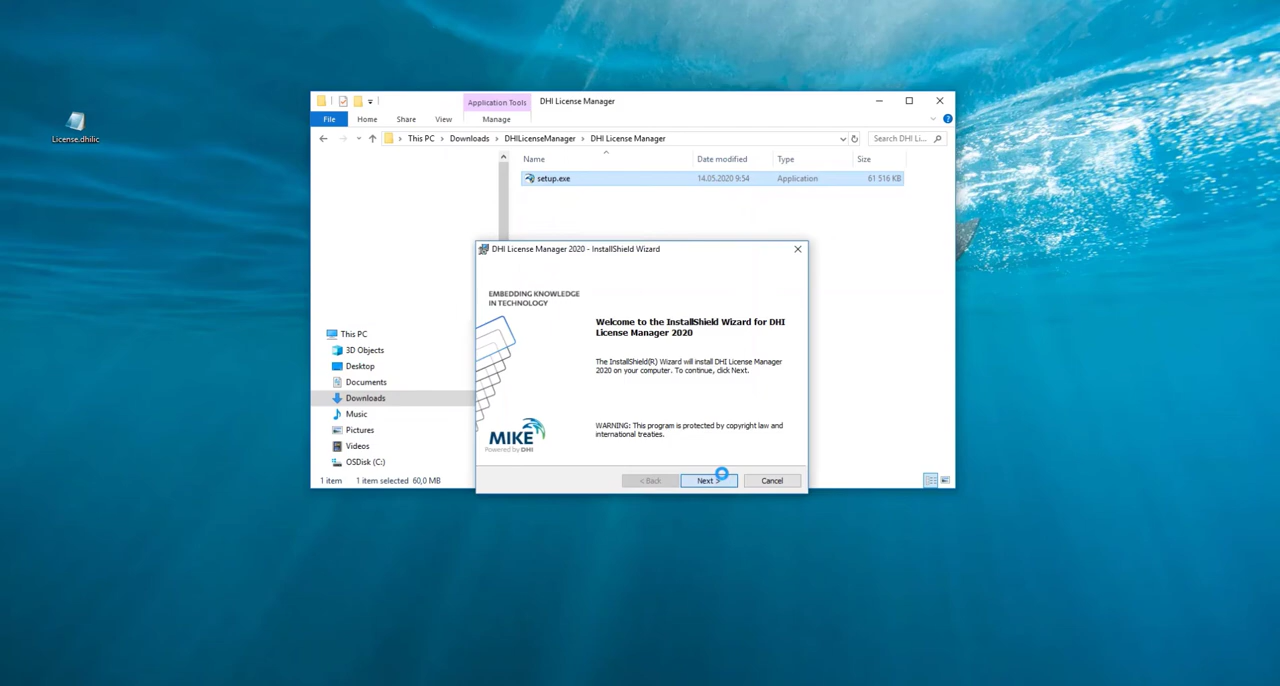 License.dhilic
Application Tools
DHI License Manager
File
Home
Share
View
Manage
This PC
Downloads
DHILicenseManager
DHI License Manager
Search DHI Li...
Name
Date modified
Type
Size
setup.exe
14.05.2020 9:54
Application
61 516 KB
This PC
3D Objects
Desktop
Documents
Downloads
Music
Pictures
Videos
OSDisk (C:)
1 item
1 item selected 60,0 MB
DHI License Manager 2020 - InstallShield Wizard
EMBEDDING KNOWLEDGE
IN TECHNOLOGY
Welcome to the InstallShield Wizard for DHI
License Manager 2020
The InstallShield(R) Wizard will install DHI License Manager
2020 on your computer. To continue, click Next.
WARNING: This program is protected by copyright law and
international treaties.
MIKE
Powered by DHI
< Back
Next >
Cancel